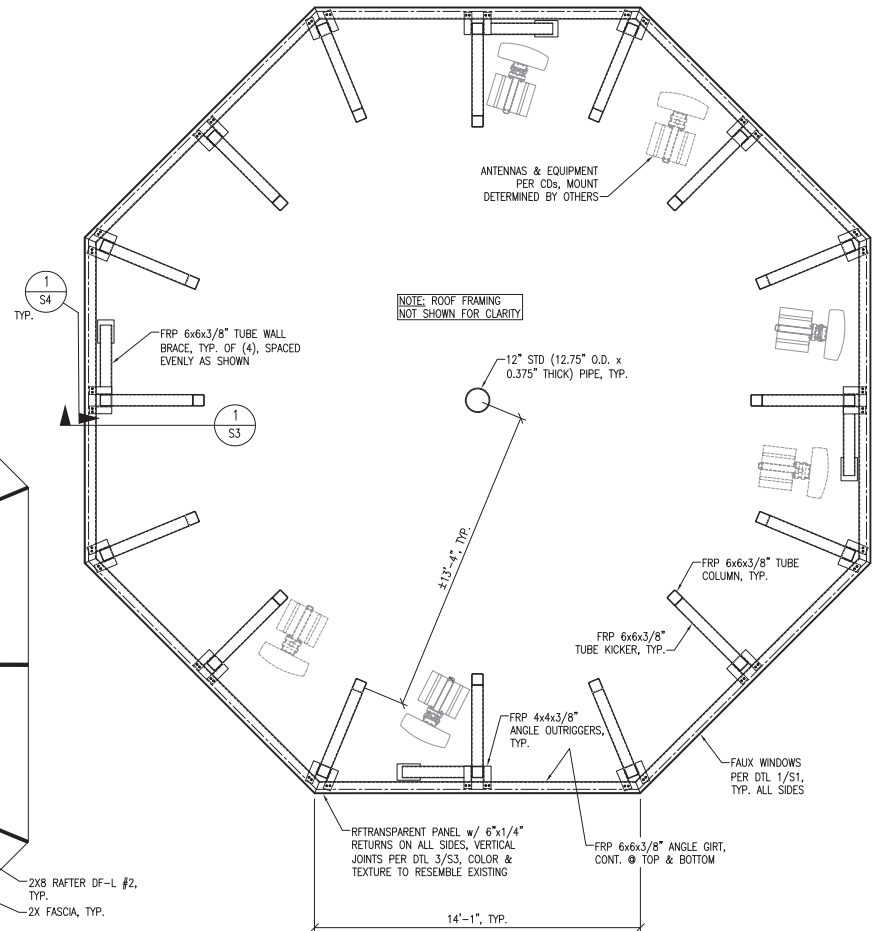 ANTENNAS & EQUIPMENT
PER CDs, MOUNT
DETERMINED BY OTHERS
1
S4
TYP.
NOTE: ROOF FRAMING
NOT SHOWN FOR CLARITY
FRP 6x6x3/8" TUBE WALL
BRACE, TYP. OF (4), SPACED
EVENLY AS SHOWN
12" STD (12.75" O.D. x
0.375" THICK) PIPE, TYP.
1
S3
±13'-4", TYP.
FRP 6x6x3/8" TUBE
COLUMN, TYP.
FRP 6x6x3/8"
TUBE KICKER, TYP.
FRP 4x4x3/8"
ANGLE OUTRIGGERS,
TYP.
FAUX WINDOWS
PER DTL 1/S1,
TYP. ALL SIDES
RFTRANSPARENT PANEL w/ 6"x1/4"
RETURNS ON ALL SIDES, VERTICAL
JOINTS PER DTL 3/S3, COLOR &
TEXTURE TO RESEMBLE EXISTING
FRP 6x6x3/8" ANGLE GIRT,
CONT. @ TOP & BOTTOM
2X8 RAFTER DF-L #2,
TYP.
2X FASCIA, TYP.
14'-1", TYP.